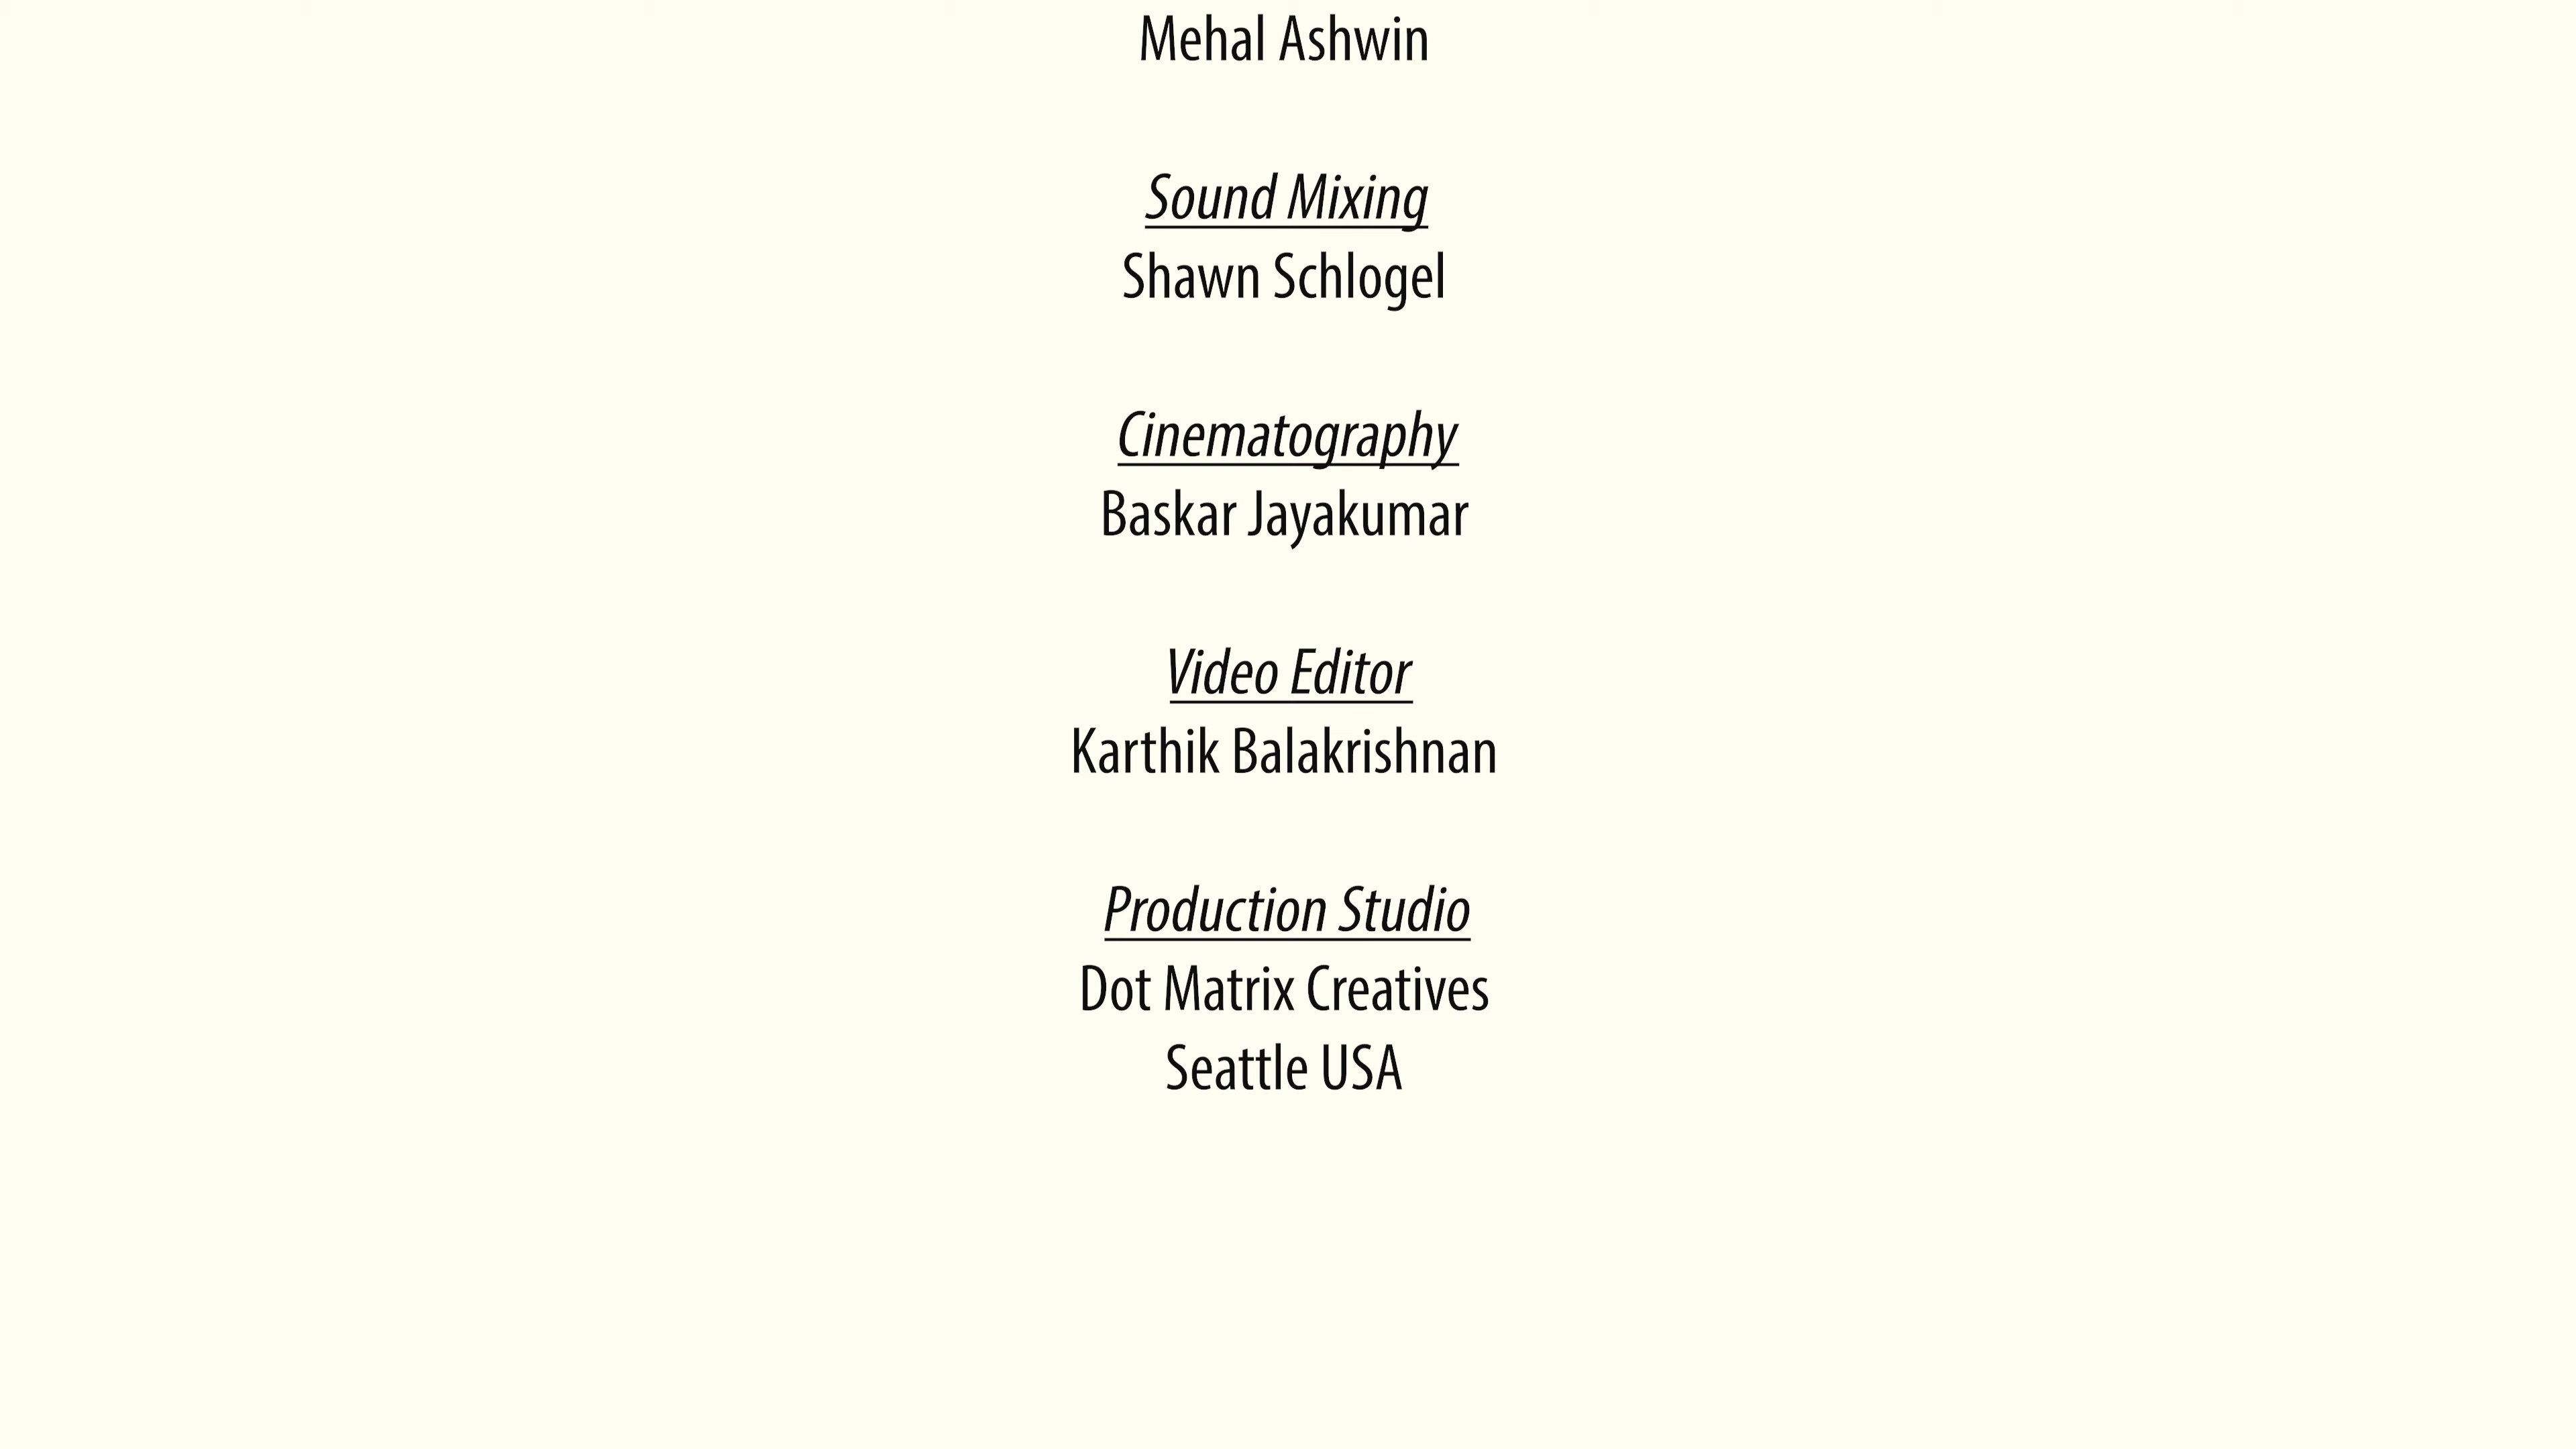 Mehal Ashwin
Sound Mixing
Shawn Schlogel
Cinematography
Baskar Jayakumar
Video Editor
Karthik Balakrishnan
Production Studio
Dot Matrix Creatives
Seattle USA